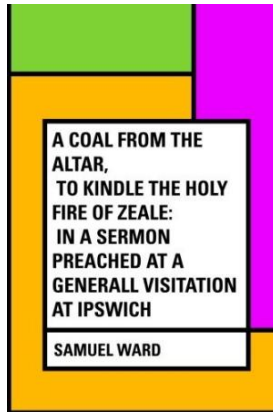 A COAL FROM THE
ALTAR,
TO KINDLE THE HOLY
FIRE OF ZEALE:
IN A SERMON
PREACHED AT A
GENERALL VISITATION
AT IPSWICH
SAMUEL WARD